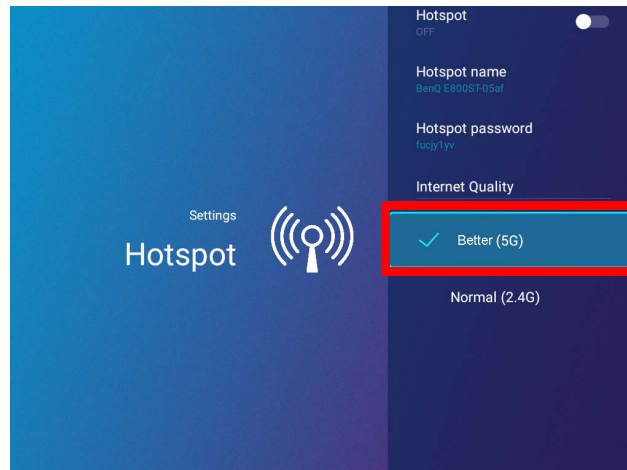 Hotspot
OFF
Hotspot name
BenQ E800ST-05af
Hotspot password
fucjy1yv
Internet Quality
Settings
Hotspot
Better (5G)
Normal (2.4G)